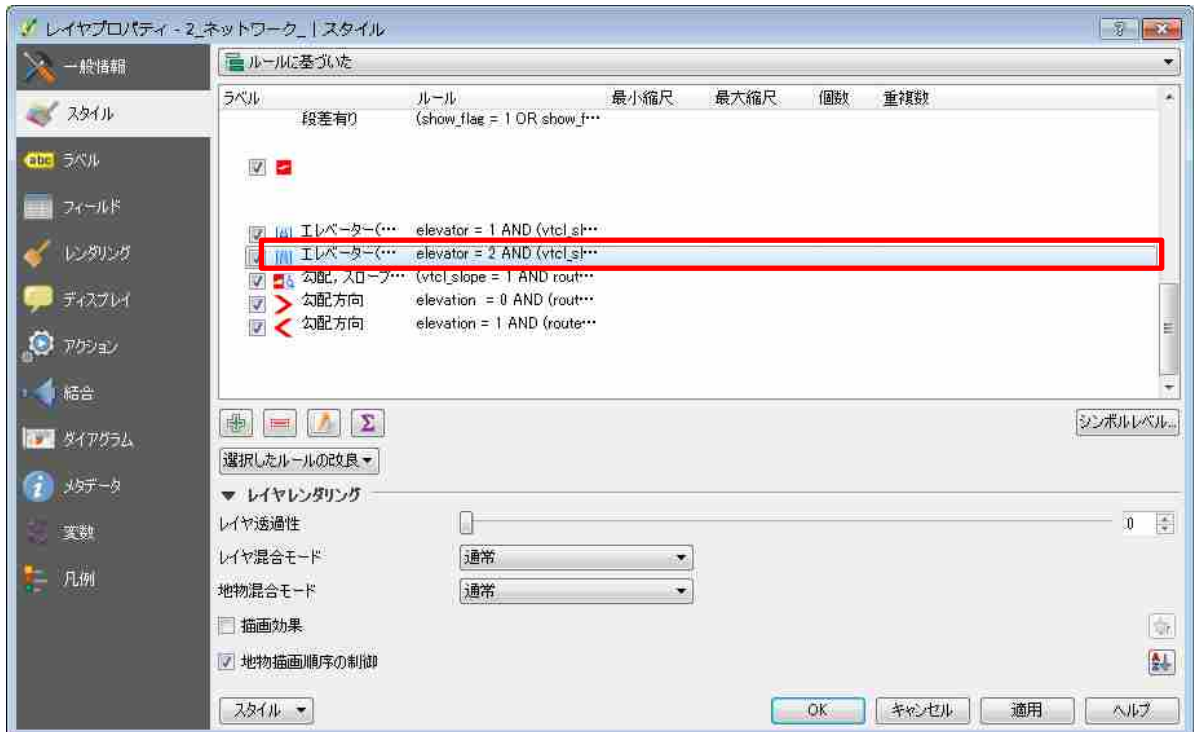 レイヤプロパティ - 2_ネットワーク_ | スタイル
一般情報
スタイル
abc ラベル
フィールド
レンダリング
ディスプレイ
アクション
結合
ダイアグラム
メタデータ
変数
凡例
ルールに基づいた
ラベル ルール 最小縮尺 最大縮尺 個数 重複数
段差有り (show_flag = 1 OR show_f…
エレベーター(… elevator = 1 AND (vtcl_sl…
エレベーター(… elevator = 2 AND (vtcl_sl…
勾配, スロープ… (vtcl_slope = 1 AND rout…
勾配方向 elevation = 0 AND (rout…
勾配方向 elevation = 1 AND (route…
Σ
シンボルレベル...
選択したルールの改良
レイヤレンダリング
レイヤ透過性 0
レイヤ混合モード 通常
地物混合モード 通常
描画効果
地物描画順序の制御
スタイル OK キャンセル 適用 ヘルプ